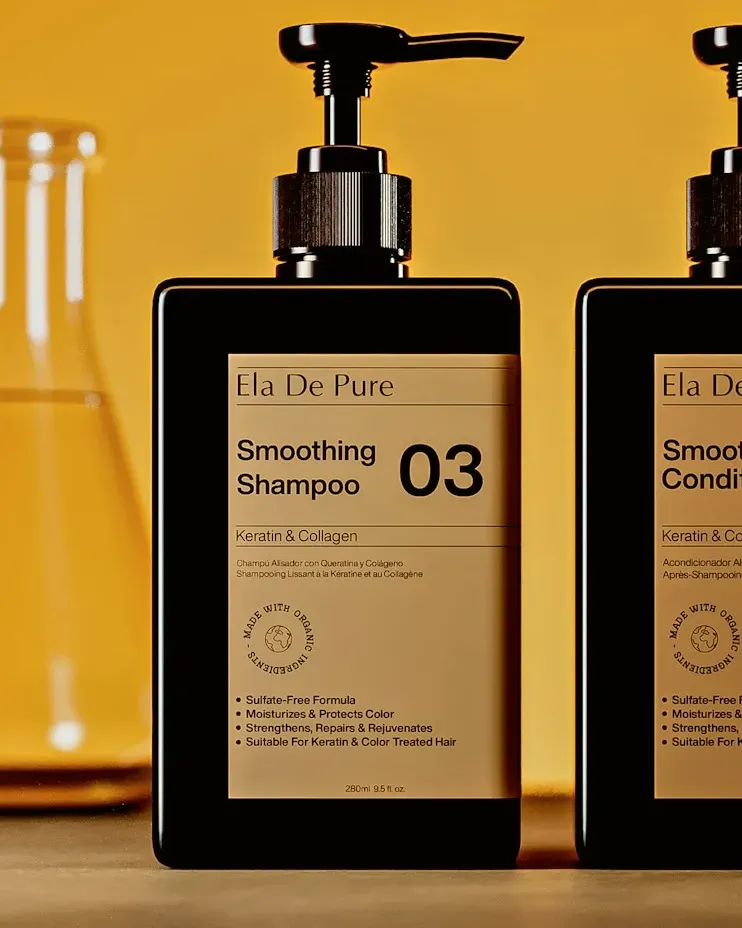 Ela De Pure
Smoothing
Shampoo
03
Keratin & Collagen
Champú Alisador con Queratina y Colágeno
Shampooing Lissant à la Kératine et au Collagène
- MADE WITH ORGANIC INGREDIENTS
• Sulfate-Free Formula
• Moisturizes & Protects Color
• Strengthens, Repairs & Rejuvenates
• Suitable For Keratin & Color Treated Hair
280ml 9.5 fl. oz.
Ela De
Smoot
Condit
Keratin & Co
Acondicionador Al
Après-Shampooing
- MADE WITH ORGANIC INGREDIENTS
• Sulfate-Free F
• Moisturizes &
• Strengthens,
• Suitable For K